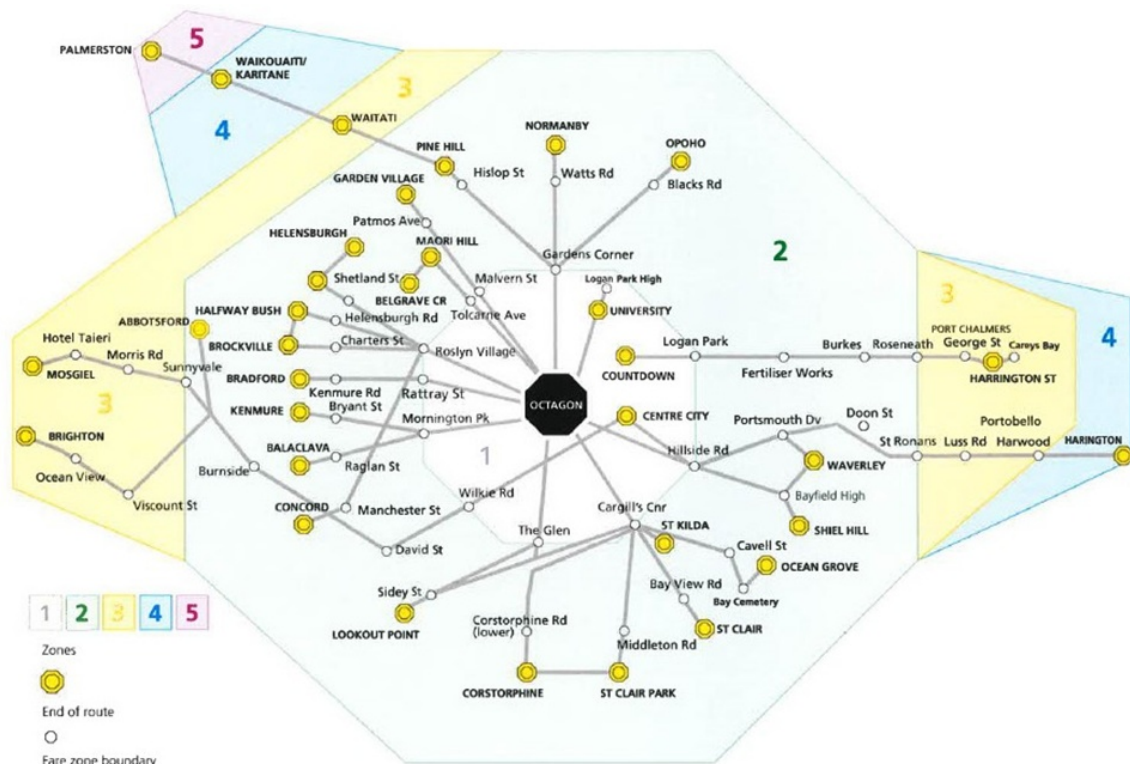 PALMERSTON
5
WAIKOUAITI/
KARITANE
3
4
WAITATI
NORMANBY
OPOHO
PINE HILL
Hislop St
Watts Rd
Blacks Rd
GARDEN VILLAGE
Patmos Ave
HELENSBURGH
MAORI HILL
Gardens Corner
2
Shetland St
Malvern St
Logan Park High
BELGRAVE CR
Tolcarne Ave
UNIVERSITY
3
HALFWAY BUSH
Helensburgh Rd
ABBOTSFORD
Hotel Taieri
Morris Rd
Sunnyvale
MOSGIEL
BROCKVILLE
Charters St
Roslyn Village
Logan Park
Burkes
Roseneath
PORT CHALMERS
George St
Careys Bay
4
COUNTDOWN
Fertiliser Works
HARRINGTON ST
BRADFORD
Kenmure Rd
Rattray St
OCTAGON
3
KENMURE
Bryant St
Mornington Pk
CENTRE CITY
Portsmouth Dv
Doon St
Portobello
BRIGHTON
Ocean View
Viscount St
Burnside
BALACLAVA
Raglan St
1
Hillside Rd
St Ronans
Luss Rd
Harwood
HARINGTON
WAVERLEY
Wilkie Rd
Bayfield High
CONCORD
Manchester St
Cargill's Cnr
The Glen
ST KILDA
SHIEL HILL
David St
Cavell St
OCEAN GROVE
Sidey St
Bay View Rd
Bay Cemetery
LOOKOUT POINT
Corstorphine Rd
(lower)
ST CLAIR
Middleton Rd
CORSTORPHINE
ST CLAIR PARK
1 2 3 4 5
Zones
End of route
Fare zone boundary